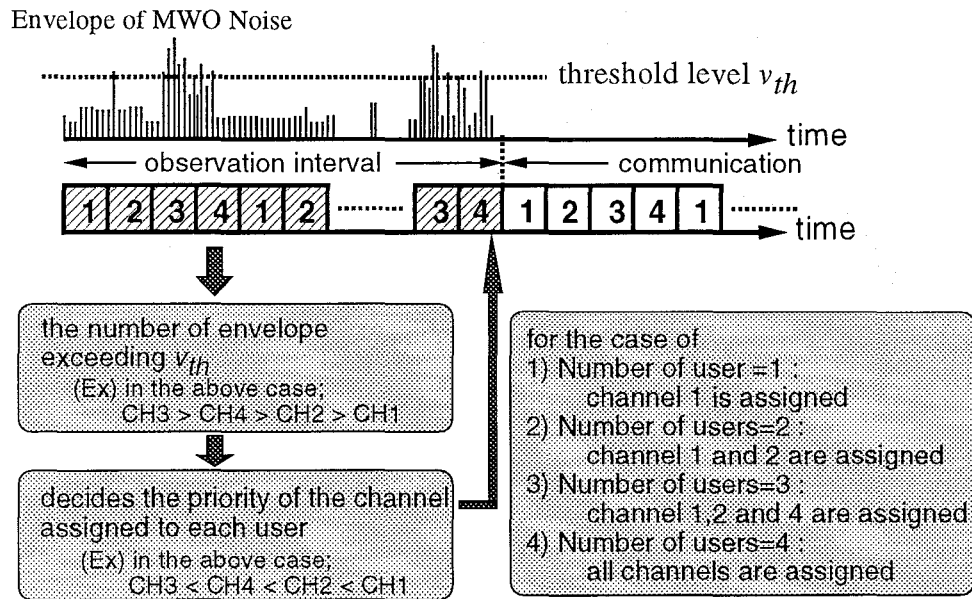 Envelope of MWO Noise
threshold level vth
time
observation interval
communication
1 2 3 4 1 2 3 4 1 2 3 4 1
time
the number of envelope
exceeding vth
(Ex) in the above case;
CH3 > CH4 > CH2 > CH1
decides the priority of the channel
assigned to each user
(Ex) in the above case;
CH3 < CH4 < CH2 < CH1
for the case of
1) Number of user =1 :
channel 1 is assigned
2) Number of users=2 :
channel 1 and 2 are assigned
3) Number of users=3 :
channel 1,2 and 4 are assigned
4) Number of users=4 :
all channels are assigned